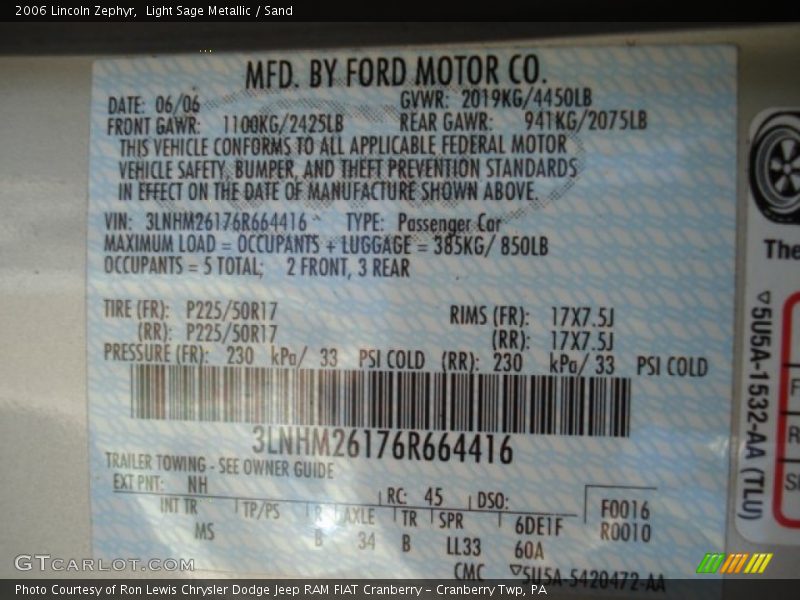 2006 Lincoln Zephyr,  Light Sage Metallic / Sand
MFD. BY FORD MOTOR CO.
DATE: 06/06 GVWR: 2019KG/4450LB
FRONT GAWR: 1100KG/2425LB REAR GAWR: 941KG/2075LB
THIS VEHICLE CONFORMS TO ALL APPLICABLE FEDERAL MOTOR
VEHICLE SAFETY, BUMPER, AND THEFT PREVENTION STANDARDS
IN EFFECT ON THE DATE OF MANUFACTURE SHOWN ABOVE.
VIN: 3LNHM26176R664416 TYPE: Passenger Car
MAXIMUM LOAD = OCCUPANTS + LUGGAGE = 385KG/ 850LB
OCCUPANTS = 5 TOTAL; 2 FRONT, 3 REAR
TIRE (FR): P225/50R17 RIMS (FR): 17X7.5J
(RR): P225/50R17 (RR): 17X7.5J
PRESSURE (FR): 230 kPa/ 33 PSI COLD (RR): 230 kPa/ 33 PSI COLD
3LNHM26176R664416
TRAILER TOWING - SEE OWNER GUIDE
EXT PNT: NH RC: 45 DSO: F0016
INT TR TP/PS R AXLE TR SPR 6DE1F R0010
MS B 34 B LL33 60A
CMC ▽5U5A-5420472-AA
The
▽5U5A-1532-AA (TLU)
GTCARLOT.COM
Photo Courtesy of Ron Lewis Chrysler Dodge Jeep RAM FIAT Cranberry – Cranberry Twp, PA